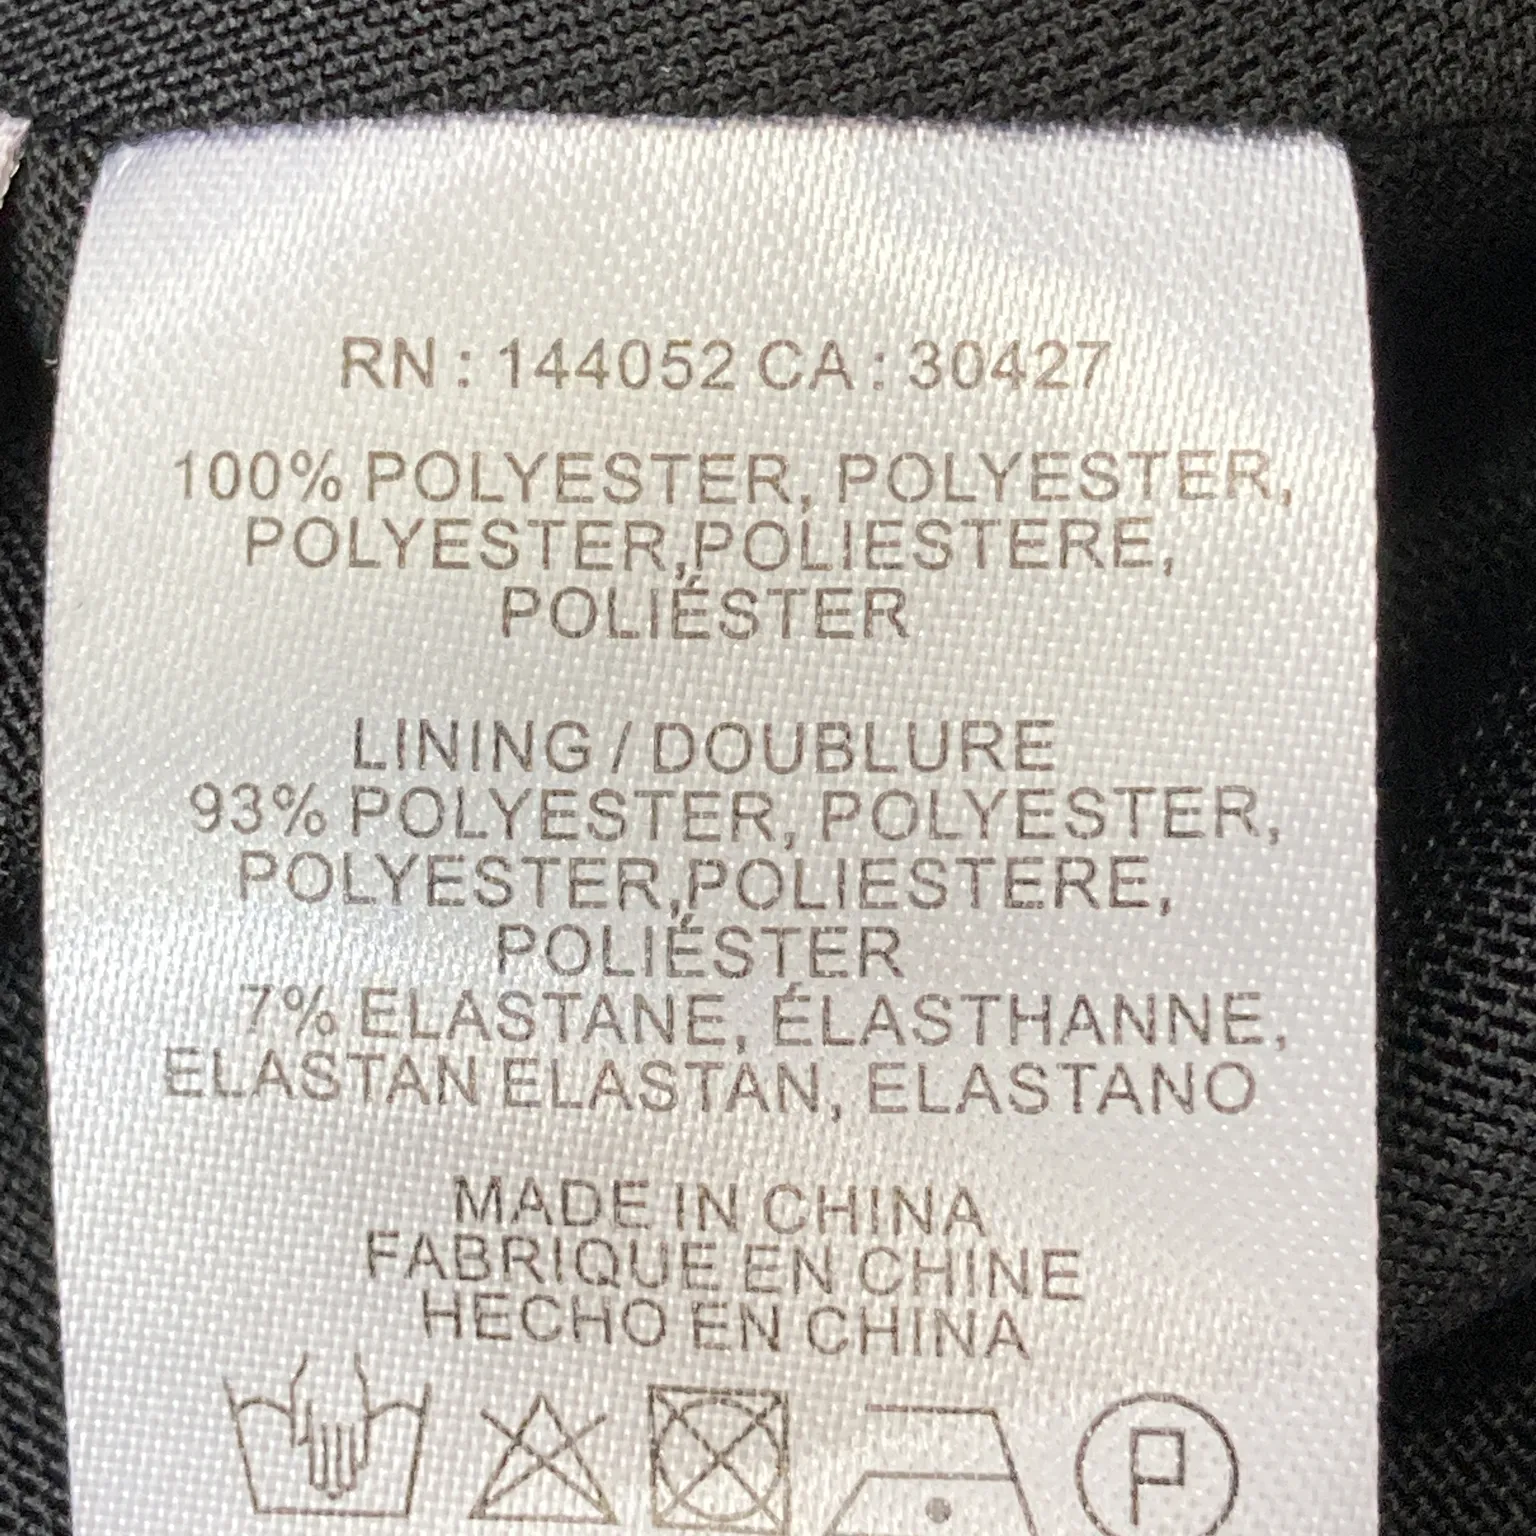 RN : 144052 CA : 30427
100% POLYESTER, POLYESTER,
POLYESTER,POLIESTERE,
POLIÉSTER
LINING / DOUBLURE
93% POLYESTER, POLYESTER,
POLYESTER,POLIESTERE,
POLIÉSTER
7% ELASTANE, ÉLASTHANNE,
ELASTAN ELASTAN, ELASTANO
MADE IN CHINA
FABRIQUE EN CHINE
HECHO EN CHINA
P